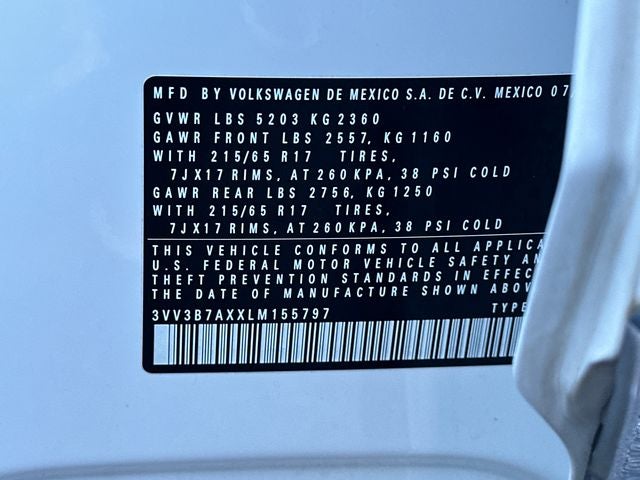 MFD BY VOLKSWAGEN DE MEXICO S.A. DE C.V. MEXICO 07
GVWR LBS 5203 KG 2360
GAWR FRONT LBS 2557, KG 1160
WITH 215/65 R17 TIRES,
7JX17 RIMS, AT 260 KPA, 38 PSI COLD
GAWR REAR LBS 2756, KG 1250
WITH 215/65 R17 TIRES,
7JX17 RIMS, AT 260 KPA, 38 PSI COLD
THIS VEHICLE CONFORMS TO ALL APPLICA
U.S. FEDERAL MOTOR VEHICLE SAFETY AN
THEFT PREVENTION STANDARDS IN EFFEC
THE DATE OF MANUFACTURE SHOWN ABOV
3VV3B7AXXLM155797 TYPE